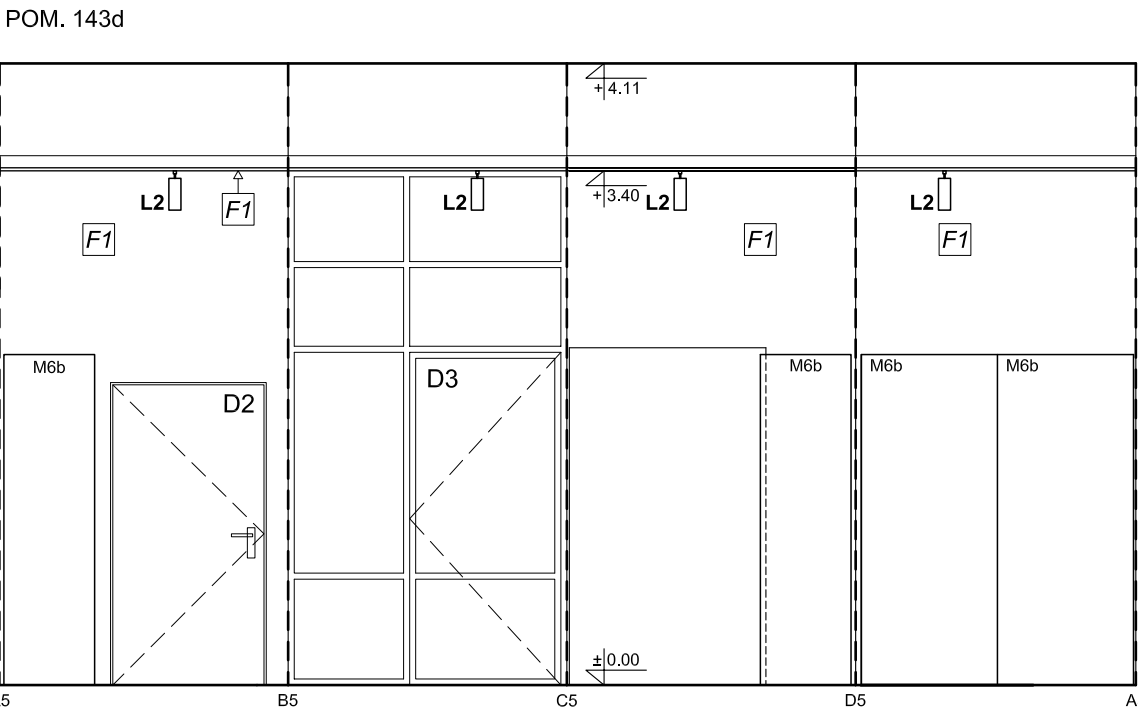 POM. 143d
+4.11
L2 F1 L2 +3.40 L2 L2
F1 F1 F1
M6b M6b M6b M6b
D2 D3
±0.00
B5 C5 D5 A